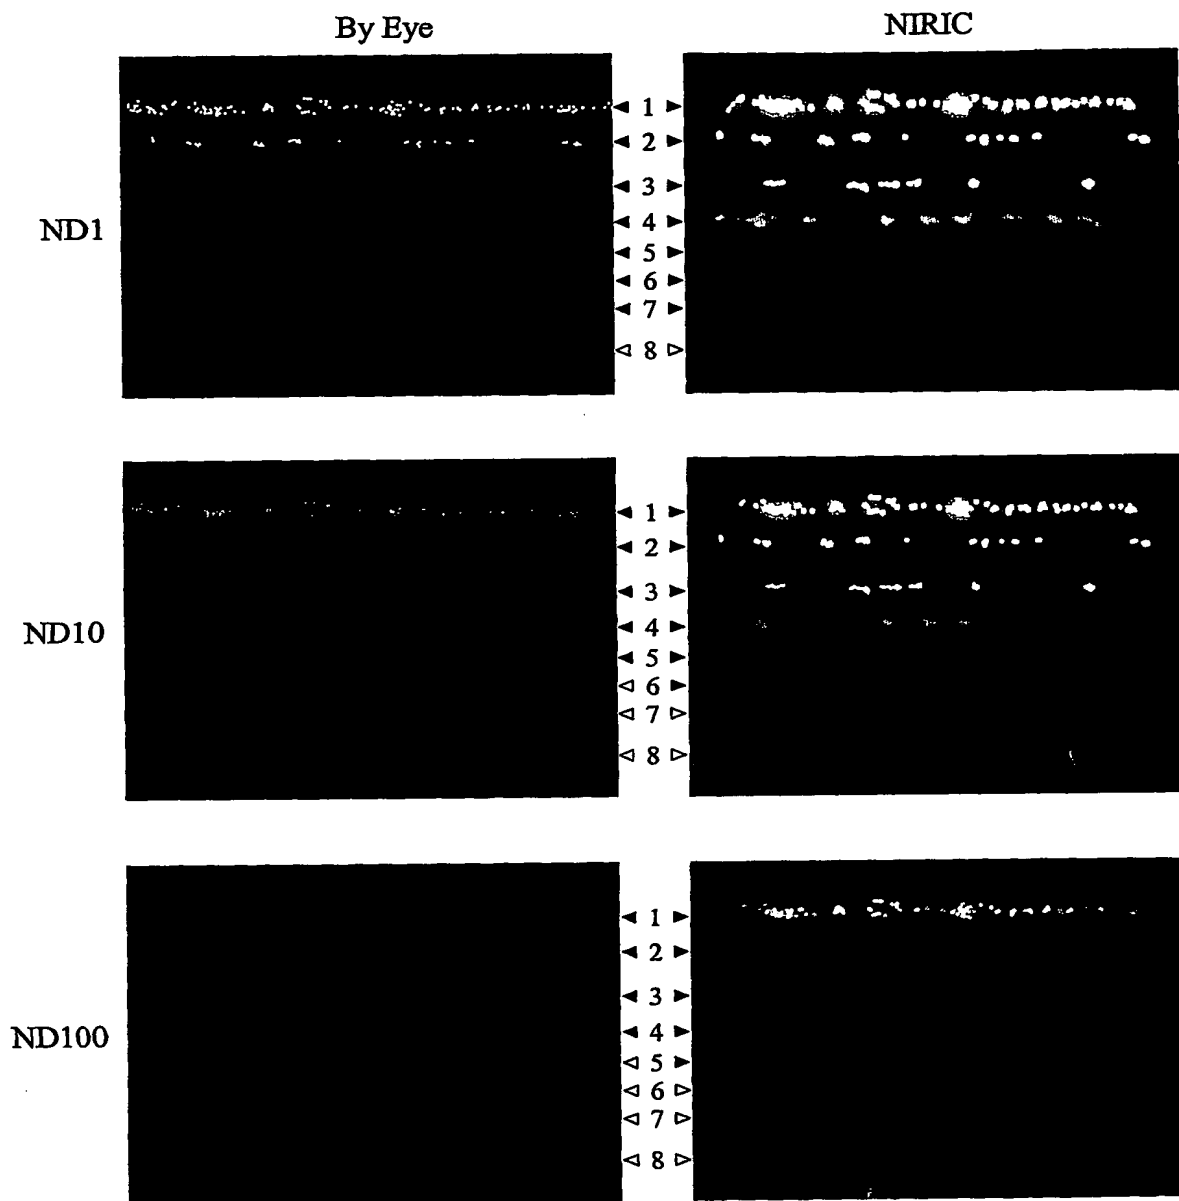 By Eye NIRIC
ND1
◄ 1 ►
◄ 2 ►
◄ 3 ►
◄ 4 ►
◄ 5 ►
◄ 6 ►
◄ 7 ►
◅ 8 ▻
ND10
◄ 1 ►
◄ 2 ►
◄ 3 ►
◄ 4 ►
◄ 5 ►
◅ 6 ►
◅ 7 ▻
◅ 8 ▻
ND100
◄ 1 ►
◄ 2 ►
◄ 3 ►
◄ 4 ►
◅ 5 ►
◅ 6 ▻
◅ 7 ▻
◅ 8 ▻